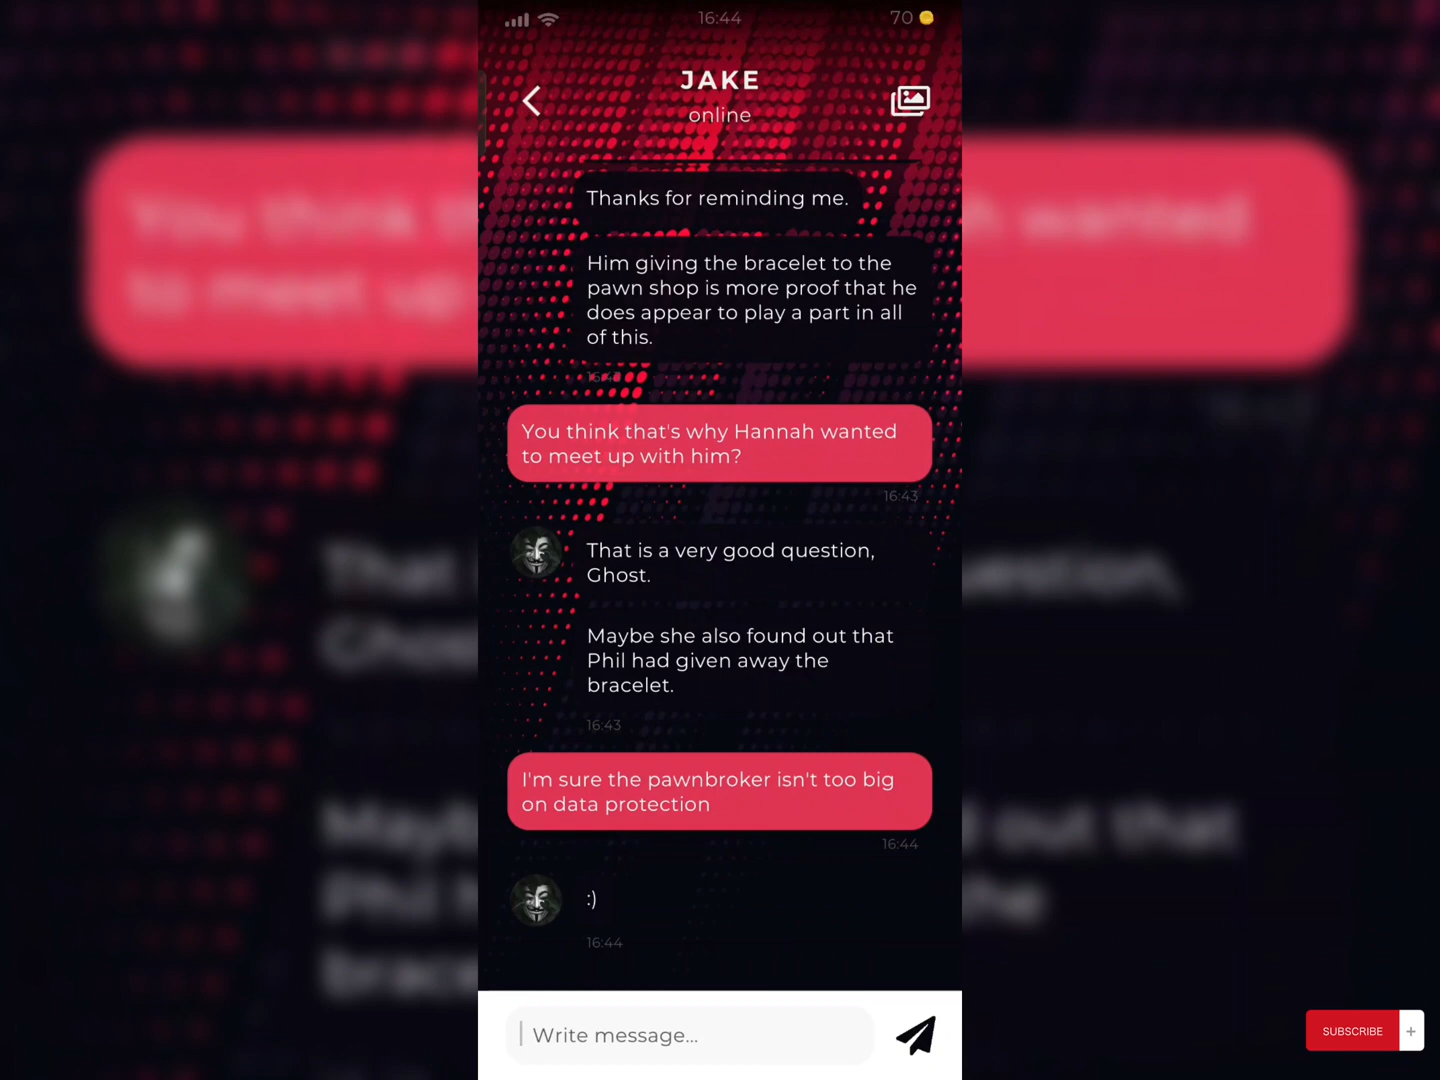 16:44
70
JAKE
online
Thanks for reminding me.
Him giving the bracelet to the
pawn shop is more proof that he
does appear to play a part in all
of this.
16:43
You think that's why Hannah wanted
to meet up with him?
16:43
That is a very good question,
Ghost.
Maybe she also found out that
Phil had given away the
bracelet.
16:43
I'm sure the pawnbroker isn't too big
on data protection
16:44
:)
16:44
Write message...
SUBSCRIBE +